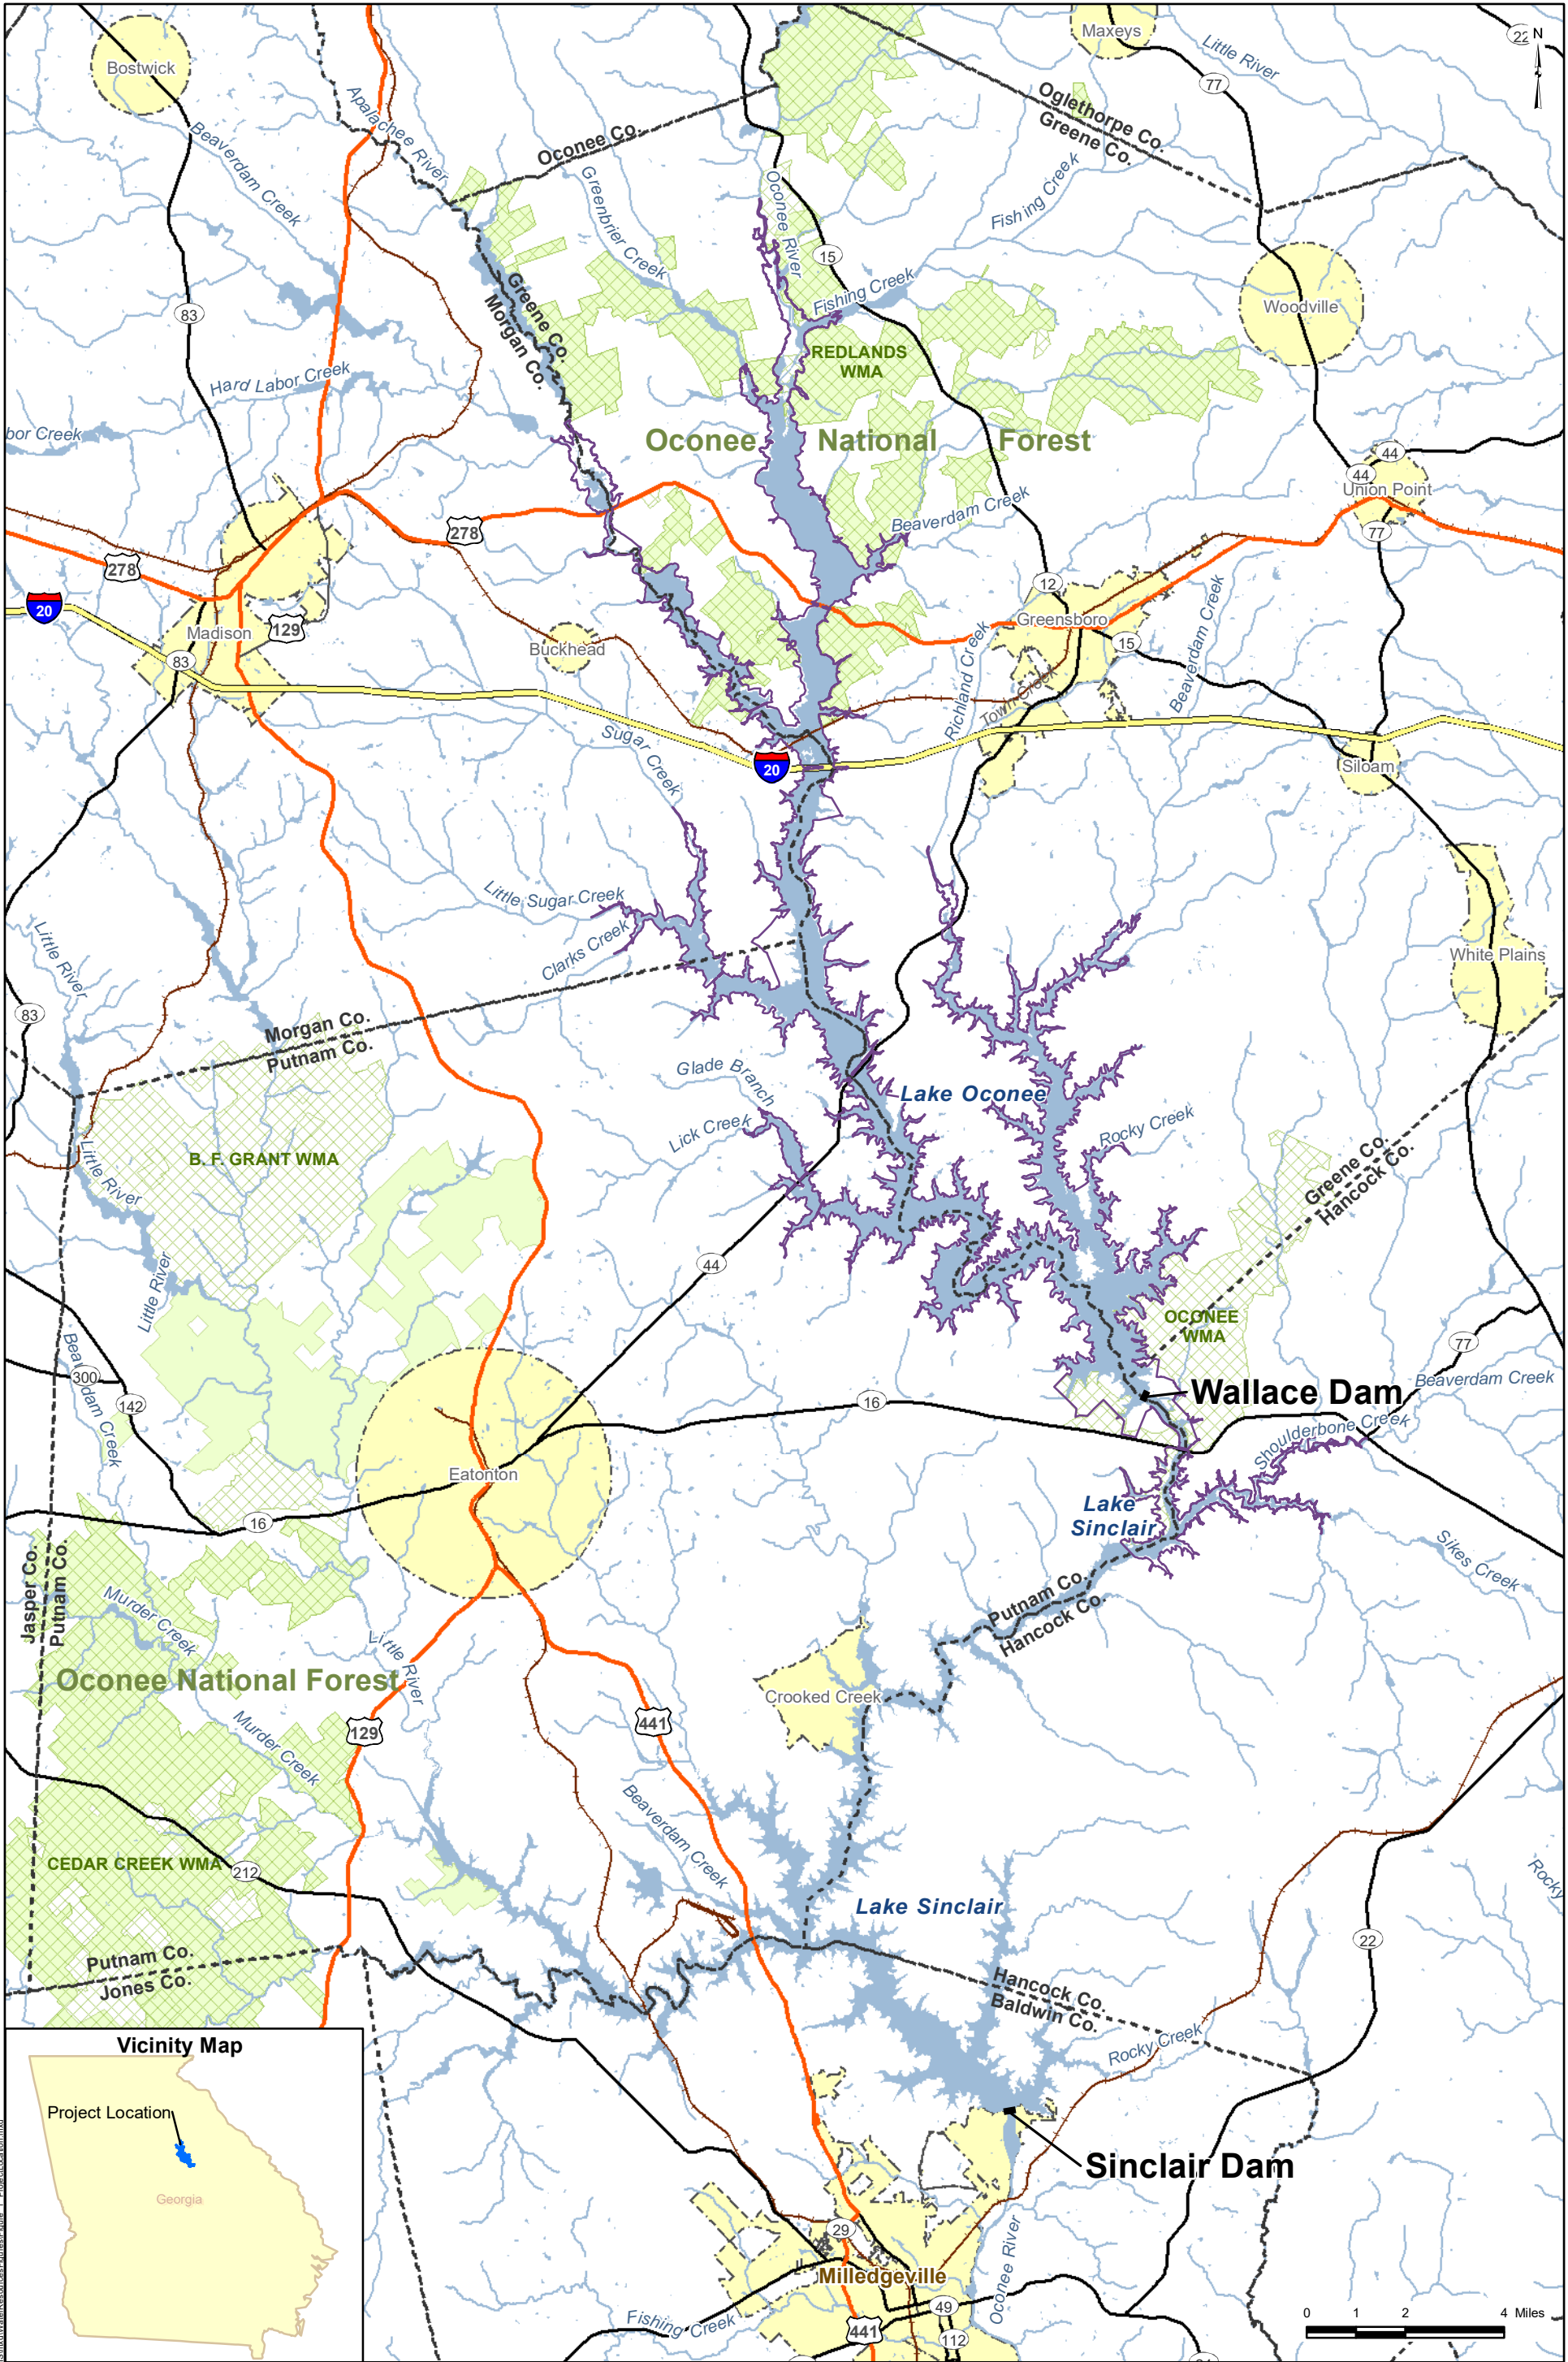 Maxeys
Little River
22
N
Bostwick
77
Apalachee River
Oglethorpe Co.
Greene Co.
Beaverdam Creek
Oconee Co.
Greenbrier Creek
Oconee River
Fishing Creek
15
Fishing Creek
Greene Co.
Morgan Co.
83
Woodville
REDLANDS
WMA
Hard Labor Creek
bor Creek
Oconee National Forest
44
44
Union Point
Beaverdam Creek
278
77
278
12
20
Greensboro
Beaverdam Creek
129
Madison
Buckhead
15
83
Richland Creek
Town Creek
Sugar Creek
20
Siloam
Little Sugar Creek
Clarks Creek
Little River
White Plains
83
Morgan Co.
Putnam Co.
Glade Branch
Lake Oconee
Lick Creek
Rocky Creek
B. F. GRANT WMA
Little River
Greene Co.
Hancock Co.
44
Little River
OCONEE
WMA
77
Beaverdam Creek
300
142
Wallace Dam
Beaverdam Creek
16
Shoulderbone Creek
Eatonton
Lake
Sinclair
16
Sikes Creek
Jasper Co.
Putnam Co.
Murder Creek
Putnam Co.
Hancock Co.
Little River
Oconee National Forest
Crooked Creek
441
129
Murder Creek
Beaverdam Creek
CEDAR CREEK WMA
212
Rocky
Lake Sinclair
22
Putnam Co.
Jones Co.
Hancock Co.
Baldwin Co.
Rocky Creek
Vicinity Map
Project Location
Georgia
Sinclair Dam
29
Oconee River
Milledgeville
49
Fishing Creek
441
112
0 1 2 4 Miles